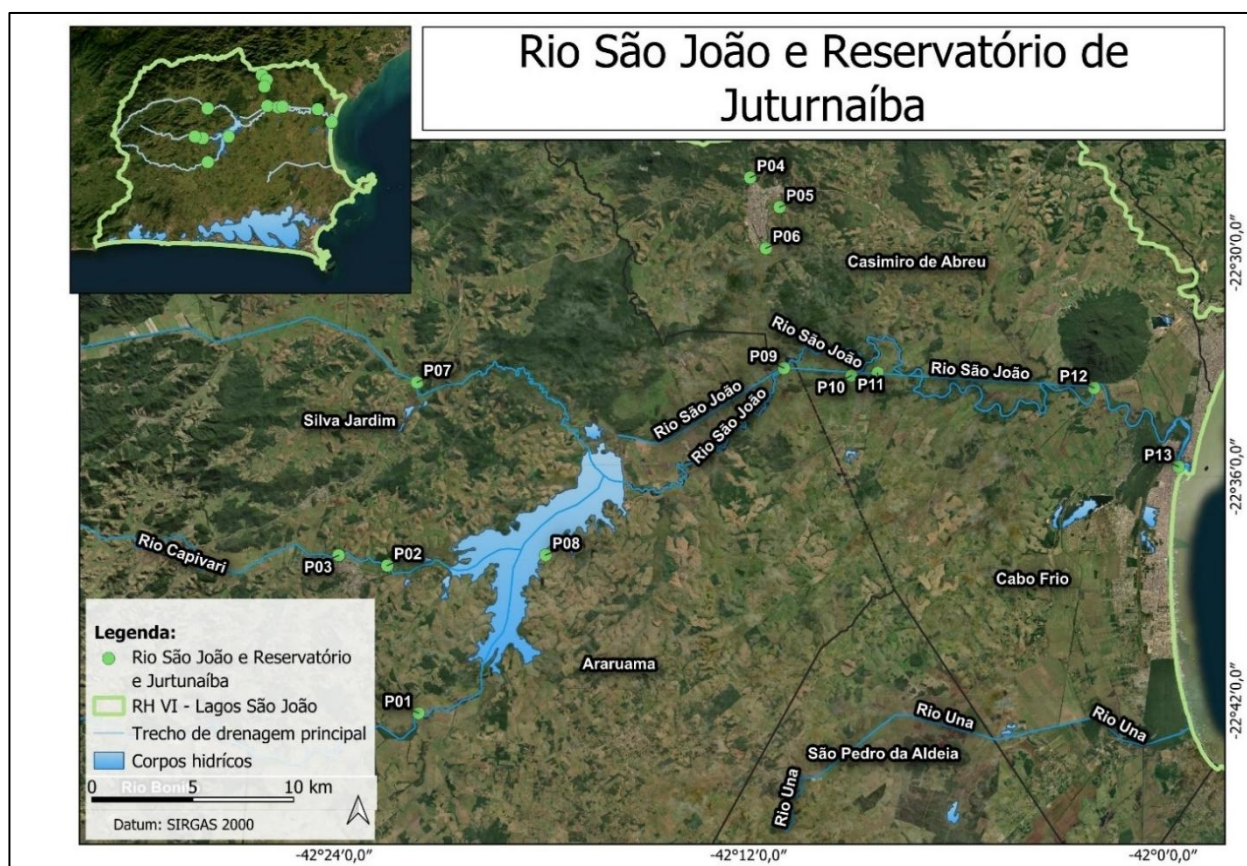 Rio São João e Reservatório de
Juturnaíba
P04
P05
P06
Casimiro de Abreu
-22°30'0,0"
Rio São João
P09
P07
P10
P11
Rio São João
P12
Rio São João
Rio São João
Silva Jardim
P13
-22°36'0,0"
Rio Capivari
P03
P02
P08
Cabo Frio
Araruama
P01
-22°42'0,0"
Rio Una
Rio Una
São Pedro da Aldeia
Rio Una
Legenda:
Rio São João e Reservatório
e Jurtunaíba
RH VI - Lagos São João
Trecho de drenagem principal
Corpos hídricos
Rio Bonito
0 5 10 km
Datum: SIRGAS 2000
-42°24'0,0"
-42°12'0,0"
-42°0'0,0"